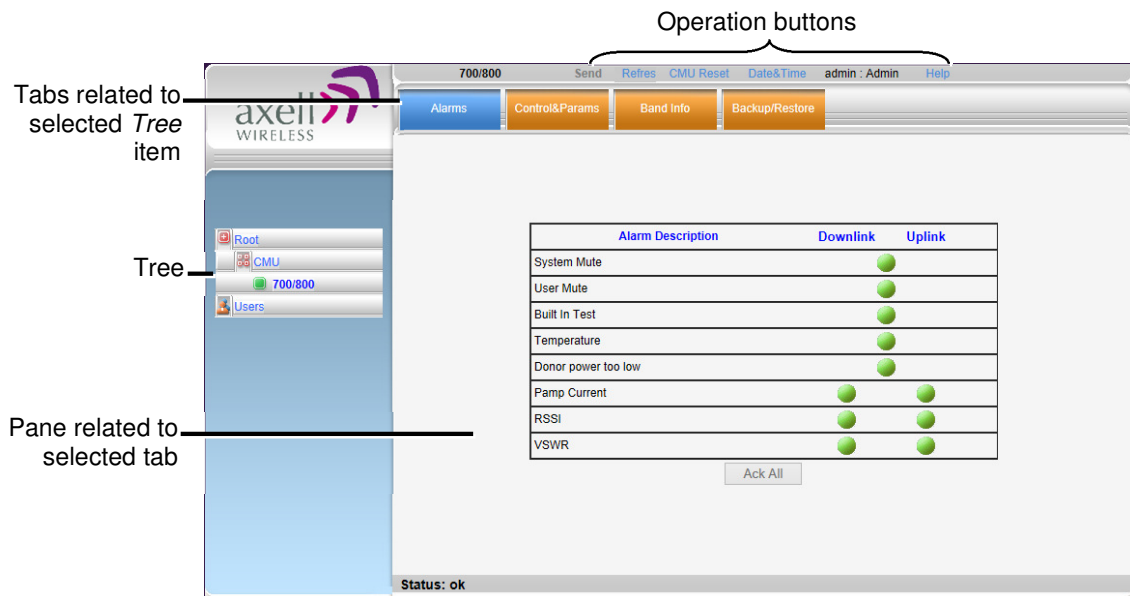 Operation buttons
700/800 Send Refres CMU Reset Date&Time admin : Admin Help
Tabs related to
selected Tree
item
axell
WIRELESS
Alarms Control&Params Band Info Backup/Restore
Tree
Root
CMU
700/800
Users
Alarm Description Downlink Uplink
System Mute
User Mute
Built In Test
Temperature
Donor power too low
Pamp Current
RSSI
VSWR
Ack All
Pane related to
selected tab
Status: ok